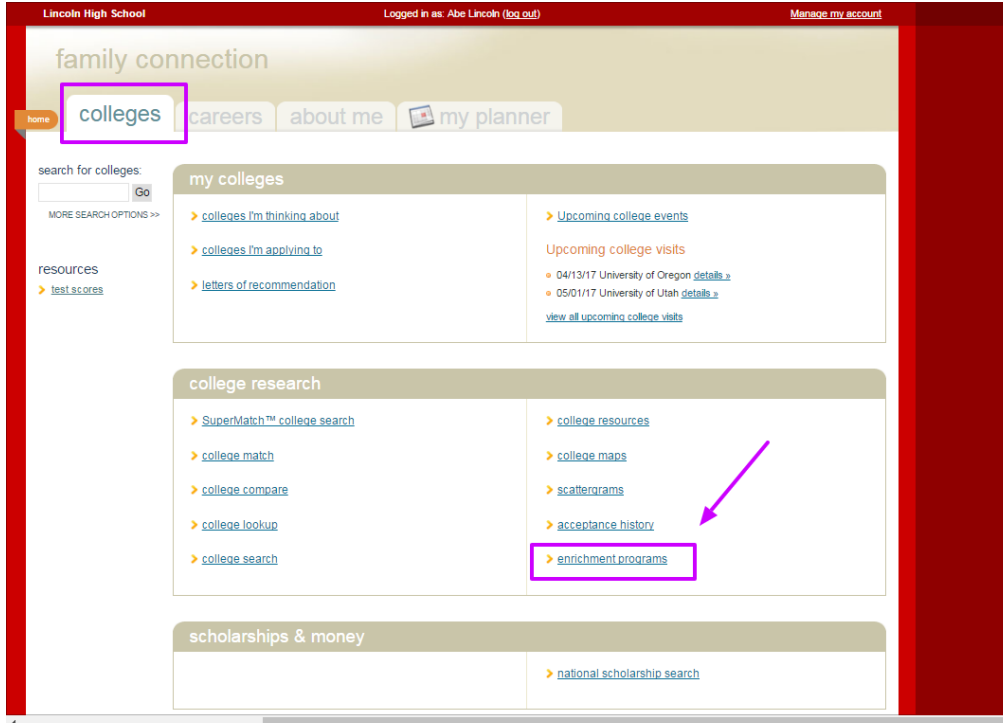 Lincoln High School Logged in as: Abe Lincoln (log out) Manage my account
family connection
home colleges careers about me my planner
search for colleges:
Go
MORE SEARCH OPTIONS >>
resources
test scores
my colleges
colleges I'm thinking about
colleges I'm applying to
letters of recommendation
Upcoming college events
Upcoming college visits
04/13/17 University of Oregon details »
05/01/17 University of Utah details »
view all upcoming college visits
college research
SuperMatch™ college search
college match
college compare
college lookup
college search
college resources
college maps
scattergrams
acceptance history
enrichment programs
scholarships & money
national scholarship search